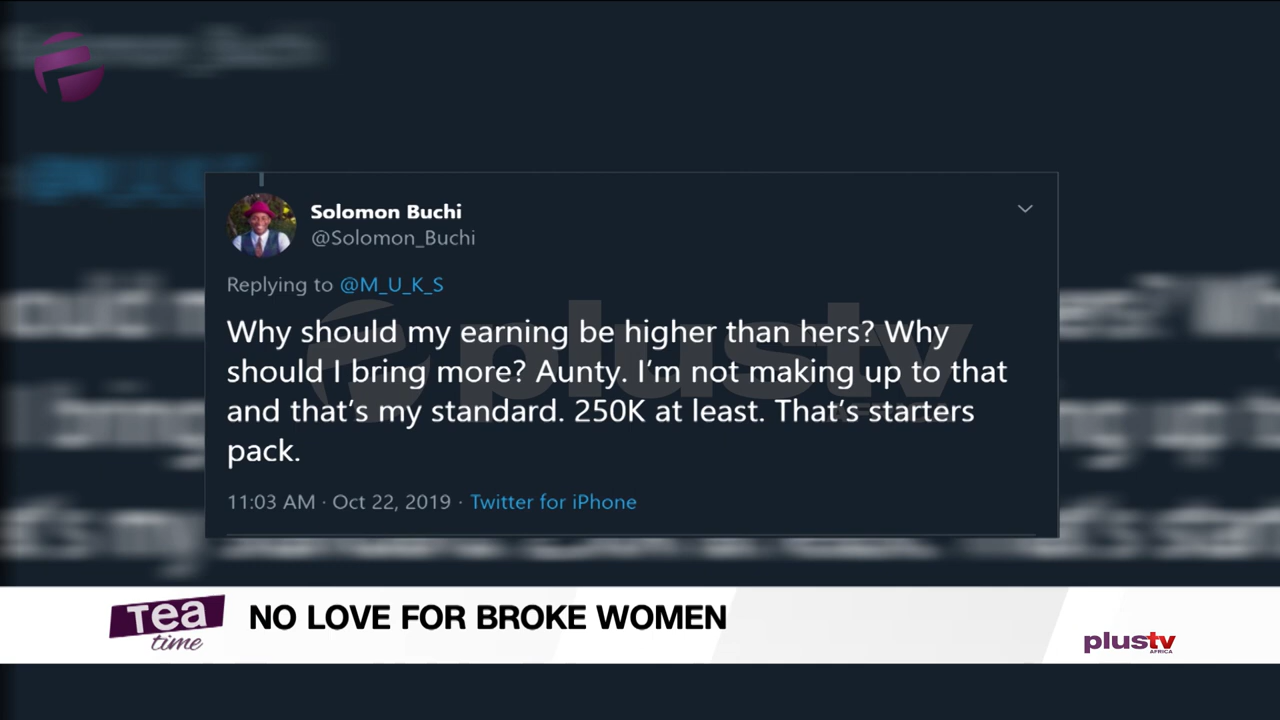 Solomon Buchi
@Solomon_Buchi
Replying to @M_U_K_S
Why should my earning be higher than hers? Why
should I bring more? Aunty. I'm not making up to that
and that's my standard. 250K at least. That's starters
pack.
11:03 AM · Oct 22, 2019 · Twitter for iPhone
plustv
Tea
time
NO LOVE FOR BROKE WOMEN
plustv
AFRICA